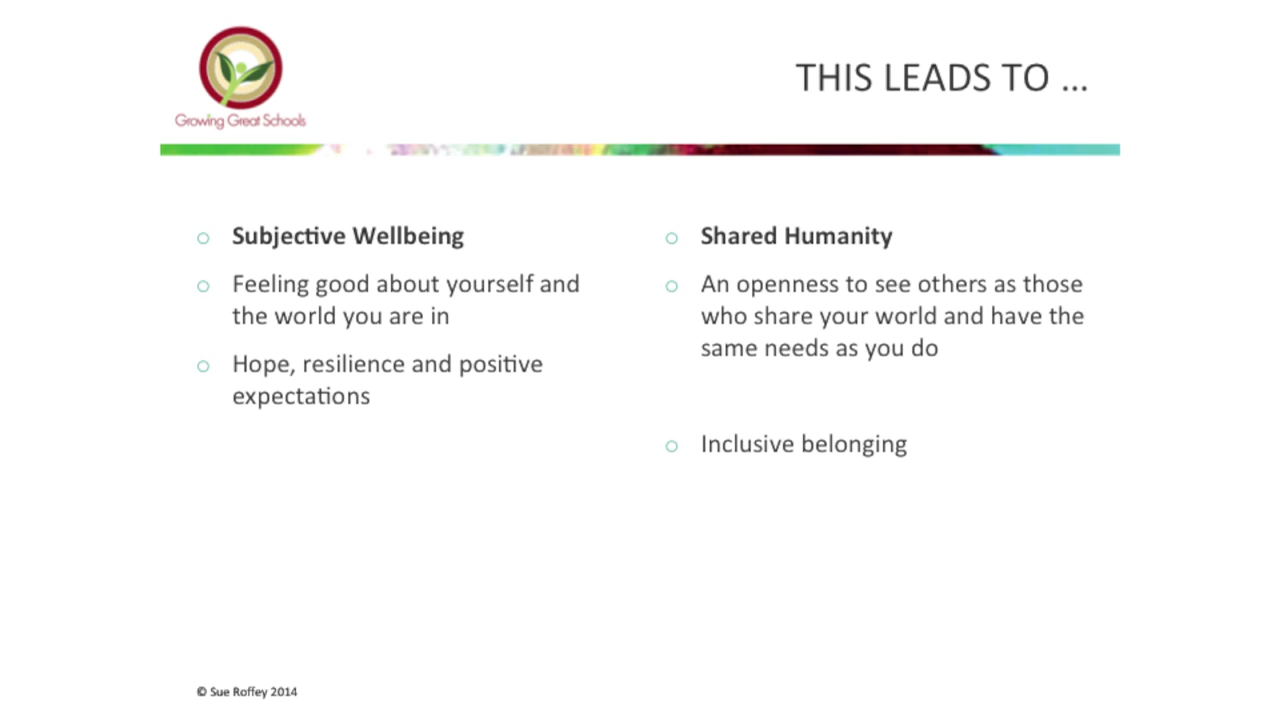 Growing Great Schools
THIS LEADS TO ...
Subjective Wellbeing
Feeling good about yourself and
the world you are in
Hope, resilience and positive
expectations
Shared Humanity
An openness to see others as those
who share your world and have the
same needs as you do
Inclusive belonging
© Sue Roffey 2014